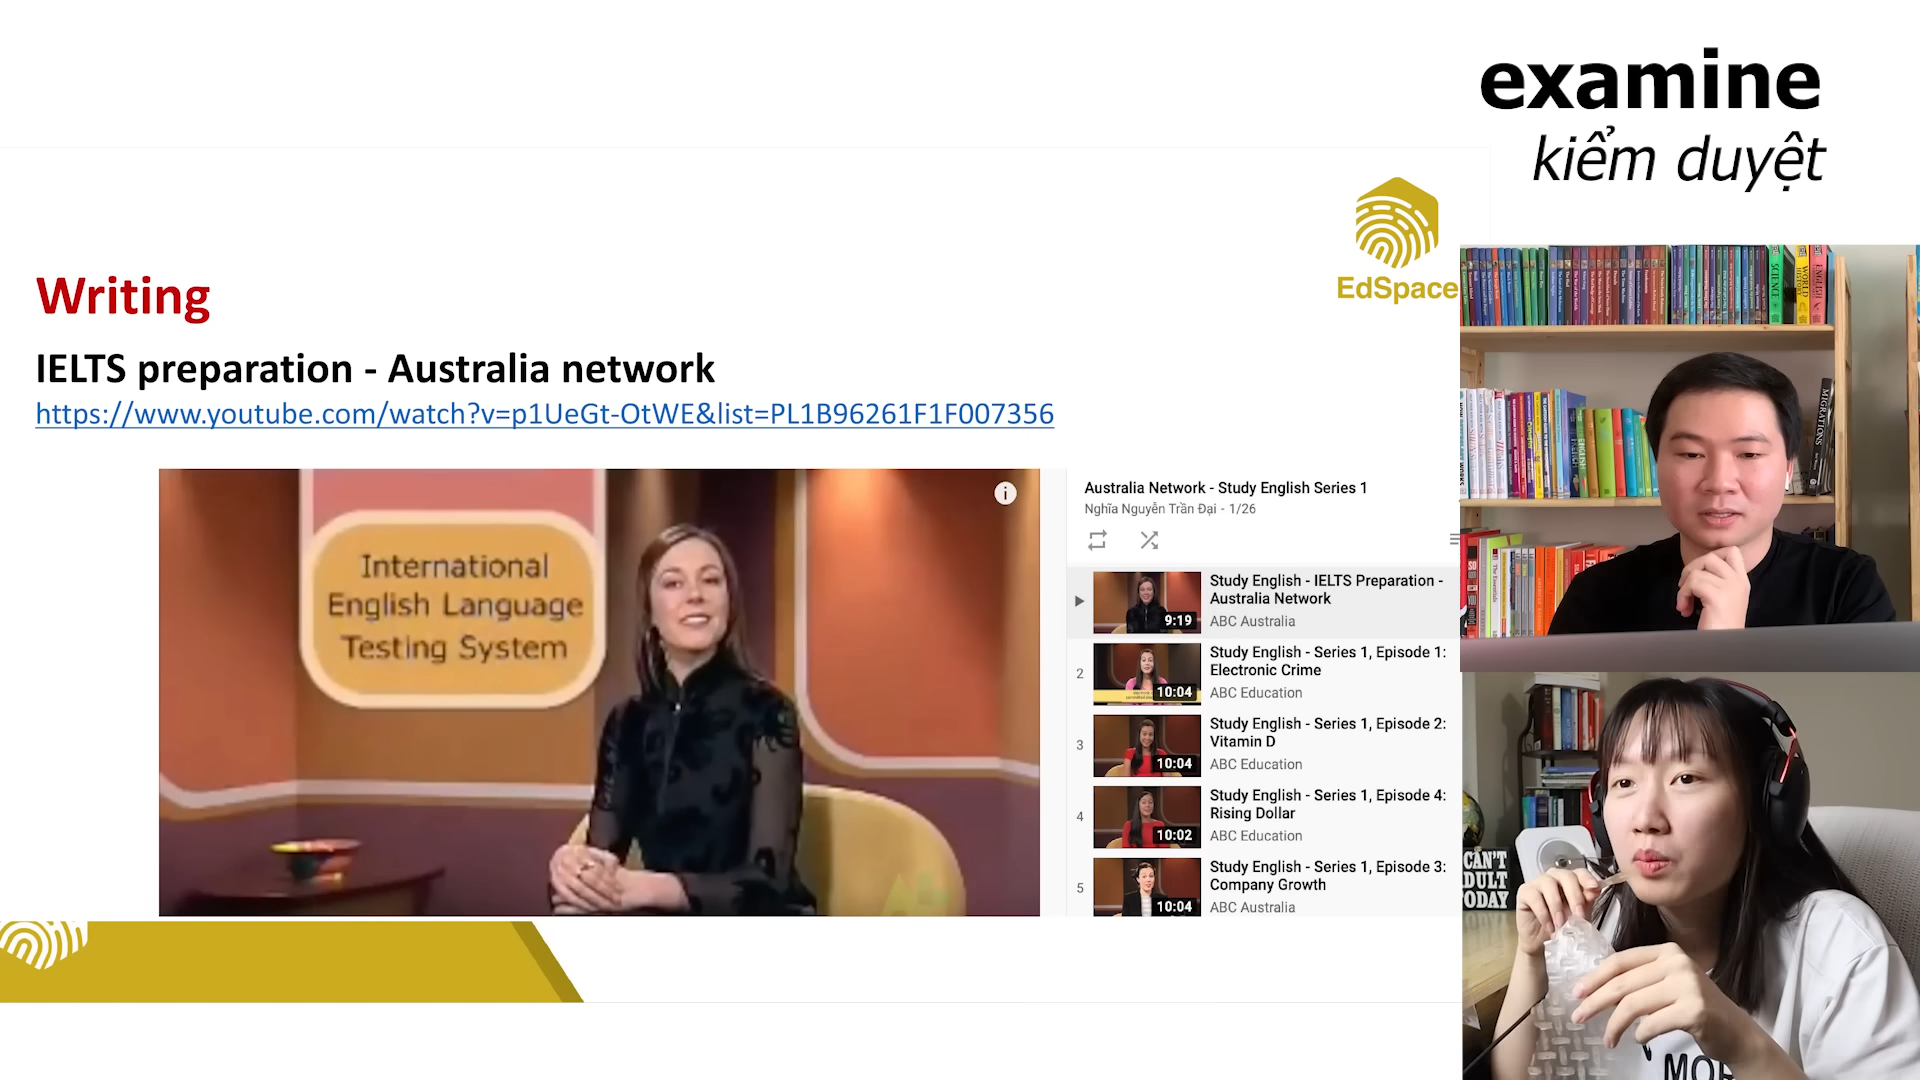 examine
kiểm duyệt
EdSpace
Writing
IELTS preparation - Australia network
https://www.youtube.com/watch?v=p1UeGt-OtWE&list=PL1B96261F1F007356
International
English Language
Testing System
Australia Network - Study English Series 1
Nghĩa Nguyễn Trần Đại - 1/26
Study English - IELTS Preparation -
Australia Network
ABC Australia
9:19
2
Study English - Series 1, Episode 1:
Electronic Crime
ABC Education
10:04
3
Study English - Series 1, Episode 2:
Vitamin D
ABC Education
10:04
4
Study English - Series 1, Episode 4:
Rising Dollar
ABC Education
10:02
5
Study English - Series 1, Episode 3:
Company Growth
ABC Australia
10:04
SCIENCE
WORLD
HISTORY
ENGLISH
MIGRATIONS
CAN'T
DULT
TODAY